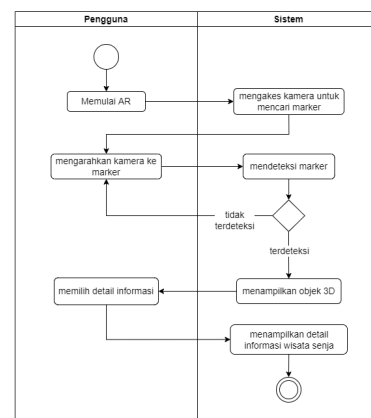 Pengguna
Sistem
Memulai AR
mengakes kamera untuk
mencari marker
mengarahkan kamera ke
marker
mendeteksi marker
tidak
terdeteksi
terdeteksi
memilih detail informasi
menampilkan objek 3D
menampilkan detail
informasi wisata senja